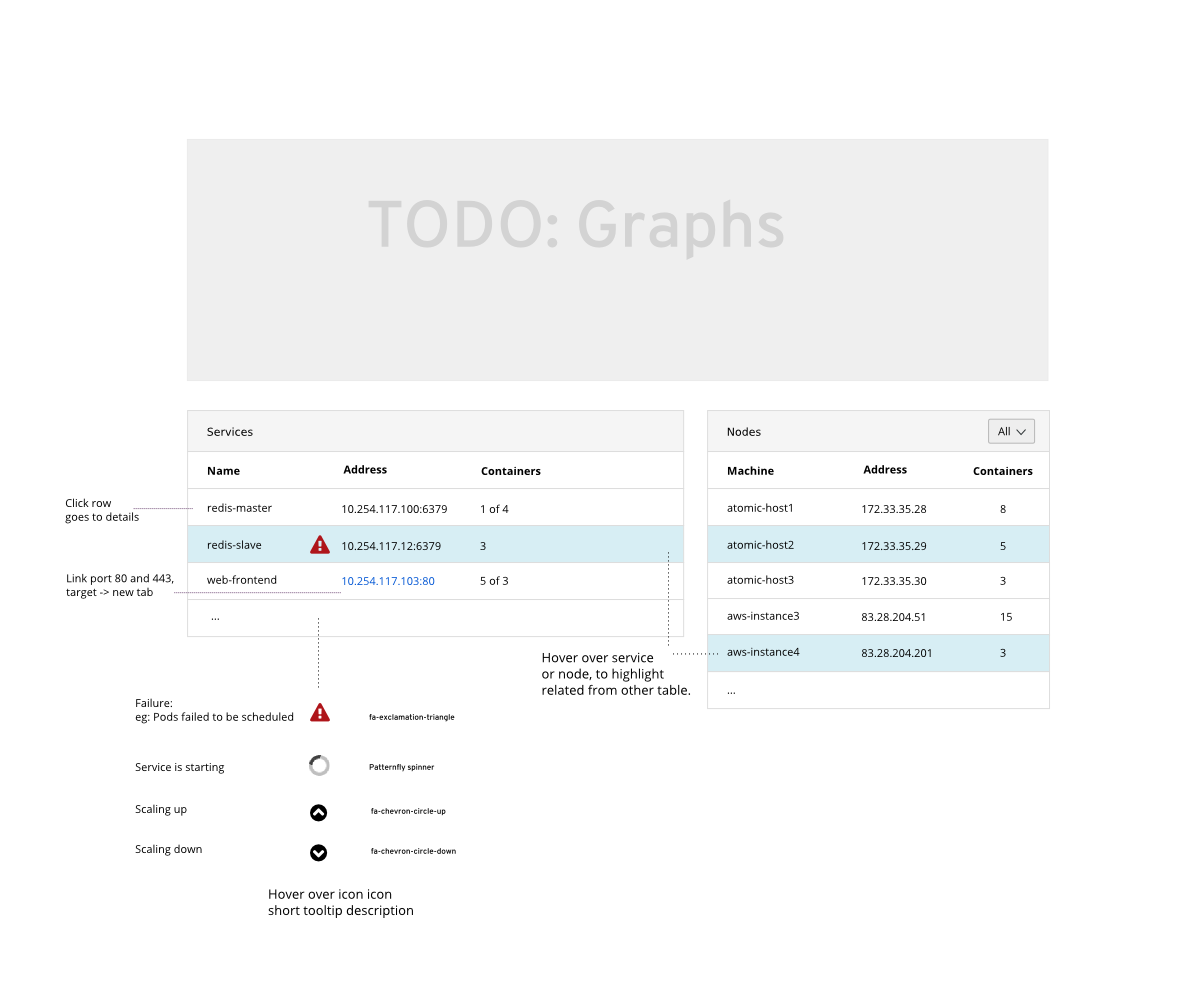 TODO: Graphs
Services
Name Address Containers
redis-master 10.254.117.100:6379 1 of 4
redis-slave 10.254.117.12:6379 3
web-frontend 10.254.117.103:80 5 of 3
...
Nodes All
Machine Address Containers
atomic-host1 172.33.35.28 8
atomic-host2 172.33.35.29 5
atomic-host3 172.33.35.30 3
aws-instance3 83.28.204.51 15
aws-instance4 83.28.204.201 3
...
Click row
goes to details
Link port 80 and 443,
target -> new tab
Hover over service
or node, to highlight
related from other table.
Failure:
eg: Pods failed to be scheduled fa-exclamation-triangle
Service is starting Patternfly spinner
Scaling up fa-chevron-circle-up
Scaling down fa-chevron-circle-down
Hover over icon icon
short tooltip description